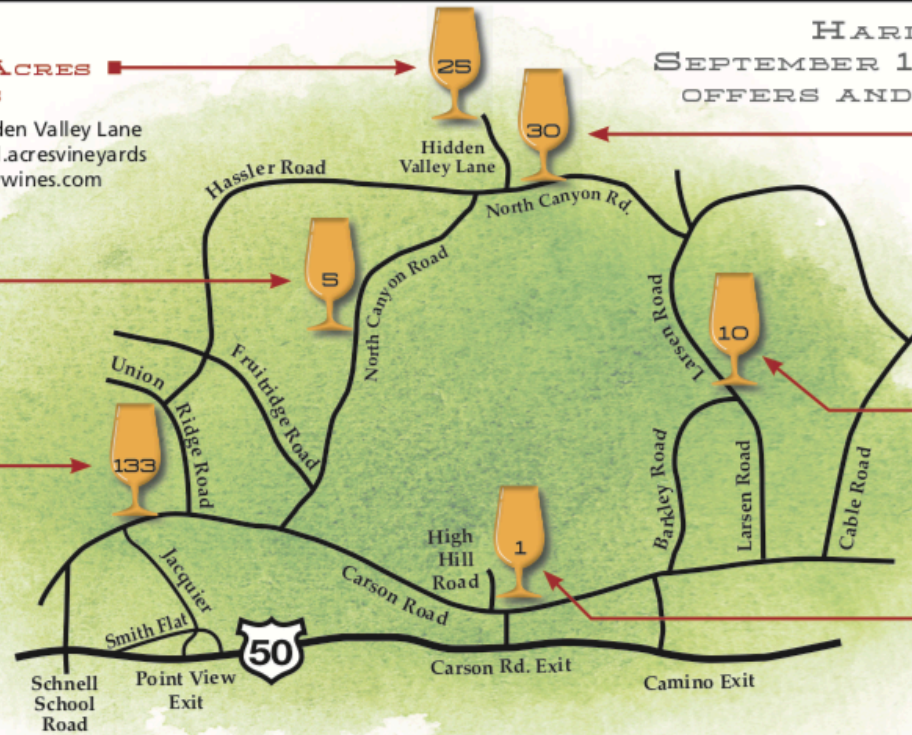 ACRES
den Valley Lane
.acresvineyards
wines.com
25
30
SEPTEMBER 1
OFFERS AND
Hidden
Valley Lane
Hassler Road
North Canyon Rd.
5
North Canyon Road
Larsen Road
10
Union
Ridge Road
Fruitridge Road
133
Barkley Road
Larsen Road
Cable Road
High
Hill
Road
1
Jacquier
Carson Road
Smith Flat
50
Schnell
School
Road
Point View
Exit
Carson Rd. Exit
Camino Exit